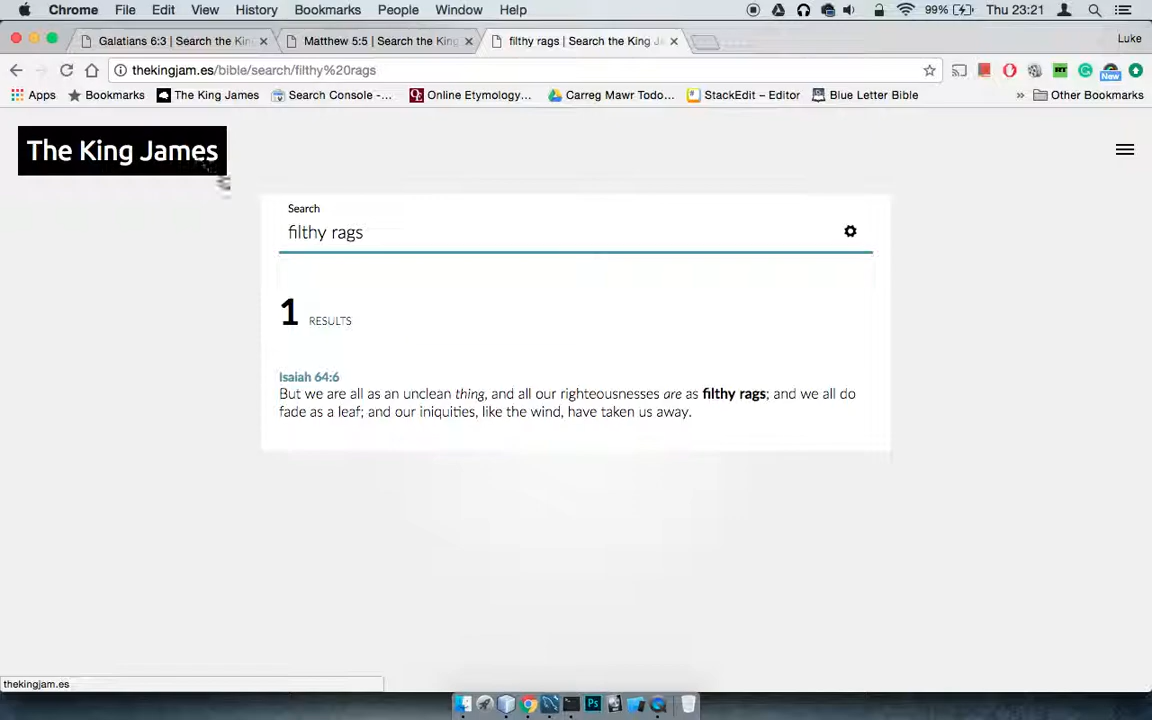 Chrome File Edit View History Bookmarks People Window Help 99% Thu 23:21
Galatians 6:3 | Search the Kin
Matthew 5:5 | Search the King
filthy rags | Search the King Ja
Luke
thekingjam.es/bible/search/filthy%20rags
New
Apps Bookmarks The King James Search Console -... Online Etymology... Carreg Mawr Todo... StackEdit – Editor Blue Letter Bible » Other Bookmarks
The King James
Search
filthy rags
1 RESULTS
Isaiah 64:6
But we are all as an unclean thing, and all our righteousnesses are as filthy rags; and we all do
fade as a leaf; and our iniquities, like the wind, have taken us away.
thekingjam.es
Ps